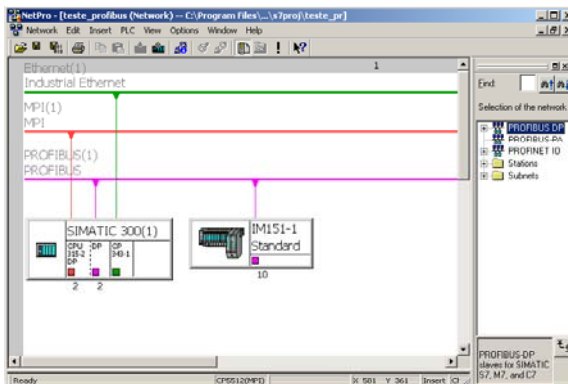 NetPro - [teste_profibus (Network) -- C:\Program Files\...\s7proj\teste_pr]
Network Edit Insert PLC View Options Window Help
Ethernet(1)
1
Industrial Ethernet
MPI(1)
MPI
PROFIBUS(1)
PROFIBUS
SIMATIC 300(1)
CPU
315-2
DP
DP
CP
343-1
2 2
IM151-1
Standard
10
Find:
Selection of the network
PROFIBUS DP
PROFIBUS-PA
PROFINET IO
Stations
Subnets
PROFIBUS-DP
slaves for SIMATIC
S7, M7, and C7
Ready
CP5512(MPI)
X 581 Y 361
Insert